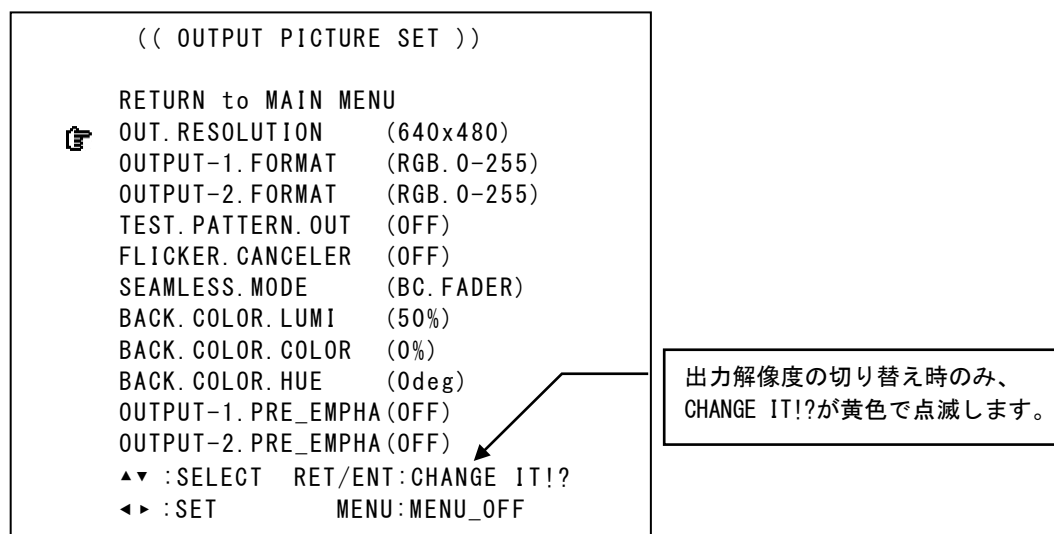 (( OUTPUT PICTURE SET ))
RETURN to MAIN MENU
OUT.RESOLUTION (640x480)
OUTPUT-1.FORMAT (RGB.0-255)
OUTPUT-2.FORMAT (RGB.0-255)
TEST.PATTERN.OUT (OFF)
FLICKER.CANCELER (OFF)
SEAMLESS.MODE (BC.FADER)
BACK.COLOR.LUMI (50%)
BACK.COLOR.COLOR (0%)
BACK.COLOR.HUE (0deg)
OUTPUT-1.PRE_EMPHA(OFF)
OUTPUT-2.PRE_EMPHA(OFF)
▲▼ :SELECT RET/ENT:CHANGE IT!?
◄► :SET MENU:MENU_OFF
出力解像度の切り替え時のみ、
CHANGE IT!?が黄色で点滅します。